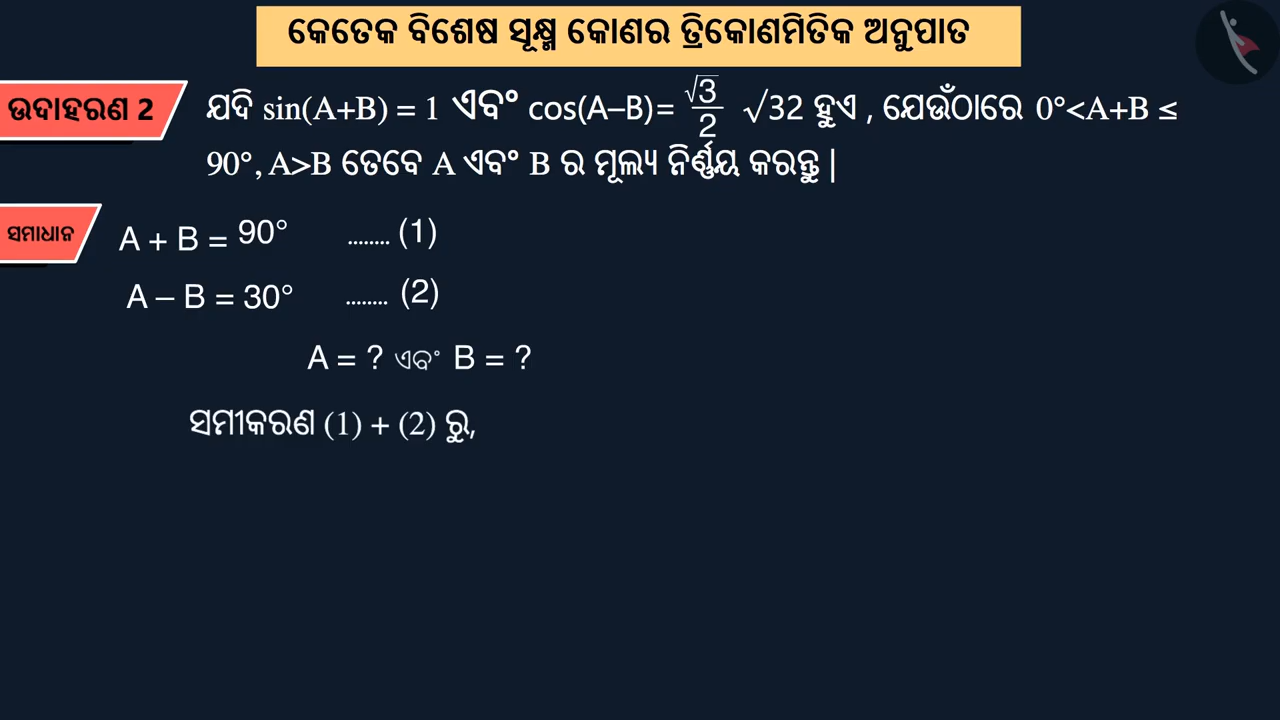 କେତେକ ବିଶେଷ ସୂକ୍ଷ୍ମ କୋଣର ତ୍ରିକୋଣମିତିକ ଅନୁପାତ
ଉଦାହରଣ 2
ଯଦି sin(A+B) = 1 ଏବଂ cos(A–B)= √3/2 √32 ହୁଏ , ଯେଉଁଠାରେ 0°<A+B ≤
90°, A>B ତେବେ A ଏବଂ B ର ମୂଲ୍ୟ ନିର୍ଣ୍ଣୟ କରନ୍ତୁ |
ସମାଧାନ
A + B = 90° ........ (1)
A – B = 30° ........ (2)
A = ? ଏବଂ B = ?
ସମୀକରଣ (1) + (2) ରୁ,